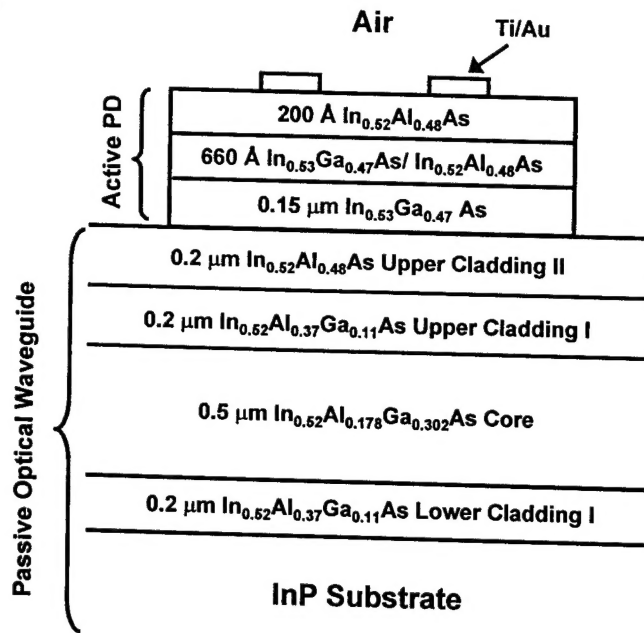 Air
Ti/Au
Active PD
200 Å In₀.₅₂Al₀.₄₈As
660 Å In₀.₅₃Ga₀.₄₇As/ In₀.₅₂Al₀.₄₈As
0.15 μm In₀.₅₃Ga₀.₄₇ As
Passive Optical Waveguide
0.2 μm In₀.₅₂Al₀.₄₈As Upper Cladding II
0.2 μm In₀.₅₂Al₀.₃₇Ga₀.₁₁As Upper Cladding I
0.5 μm In₀.₅₂Al₀.₁₇₈Ga₀.₃₀₂As Core
0.2 μm In₀.₅₂Al₀.₃₇Ga₀.₁₁As Lower Cladding I
InP Substrate